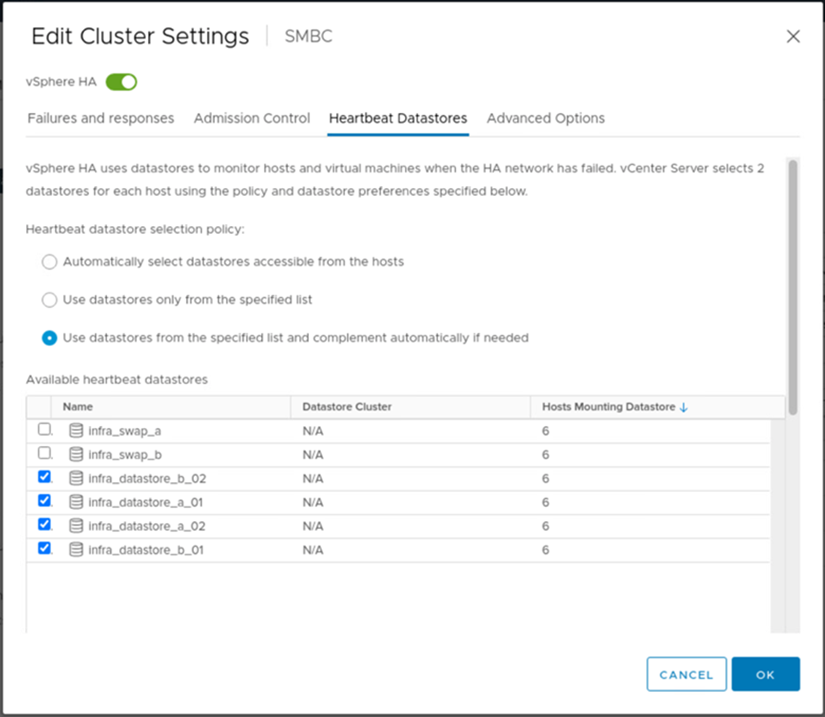 Edit Cluster Settings | SMBC
vSphere HA
Failures and responses Admission Control Heartbeat Datastores Advanced Options
vSphere HA uses datastores to monitor hosts and virtual machines when the HA network has failed. vCenter Server selects 2
datastores for each host using the policy and datastore preferences specified below.
Heartbeat datastore selection policy:
Automatically select datastores accessible from the hosts
Use datastores only from the specified list
Use datastores from the specified list and complement automatically if needed
Available heartbeat datastores
Name Datastore Cluster Hosts Mounting Datastore ↓
infra_swap_a N/A 6
infra_swap_b N/A 6
infra_datastore_b_02 N/A 6
infra_datastore_a_01 N/A 6
infra_datastore_a_02 N/A 6
infra_datastore_b_01 N/A 6
CANCEL OK